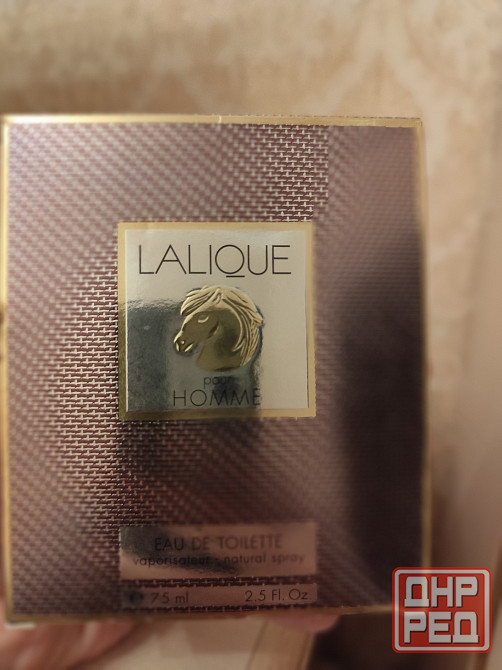 LALIQUE
pour
HOMME
EAU DE TOILETTE
vaporisateur - natural spray
75 ml 2.5 Fl. Oz.
ДНР
РЕД